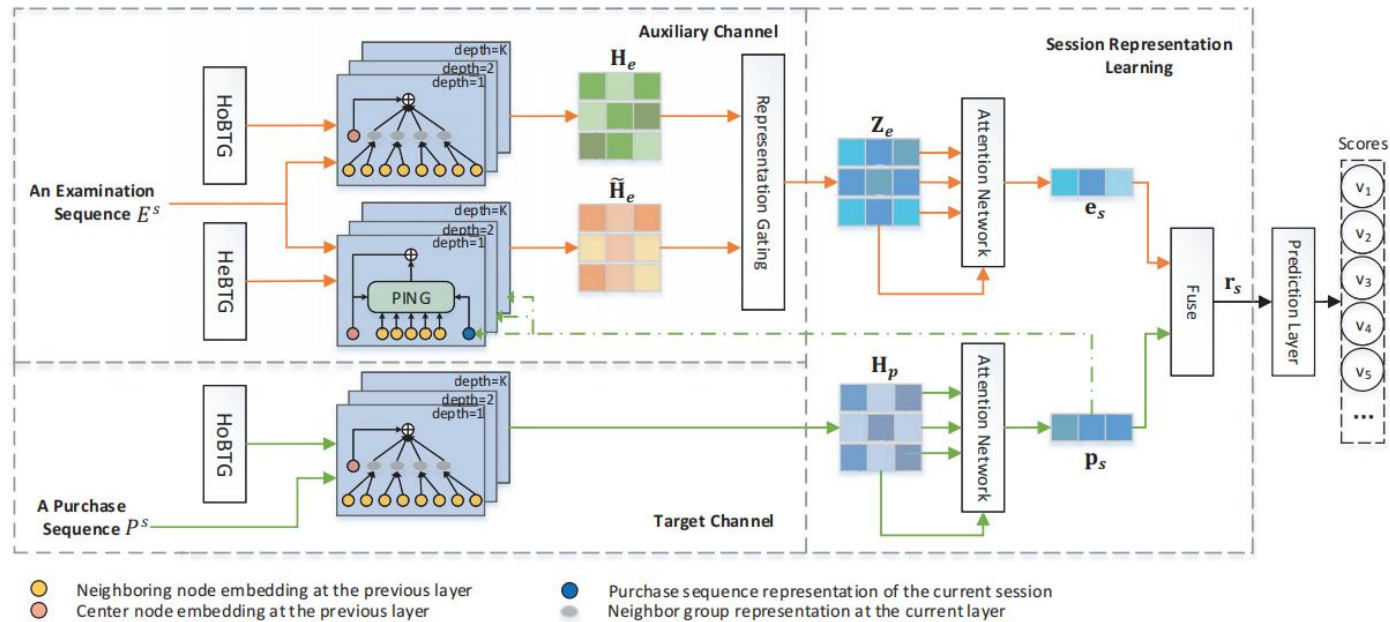 Auxiliary Channel
HoBTG
depth=K
depth=2
depth=1
H_e
Representation Gating
An Examination
Sequence E^s
HeBTG
depth=K
depth=2
depth=1
PING
H̃_e
Session Representation
Learning
Z_e
Attention Network
e_s
Fuse
r_s
Prediction Layer
Scores
v_1
v_2
v_3
v_4
v_5
...
HoBTG
depth=K
depth=2
depth=1
A Purchase
Sequence P^s
Target Channel
H_p
Attention Network
p_s
Neighboring node embedding at the previous layer
Center node embedding at the previous layer
Purchase sequence representation of the current session
Neighbor group representation at the current layer